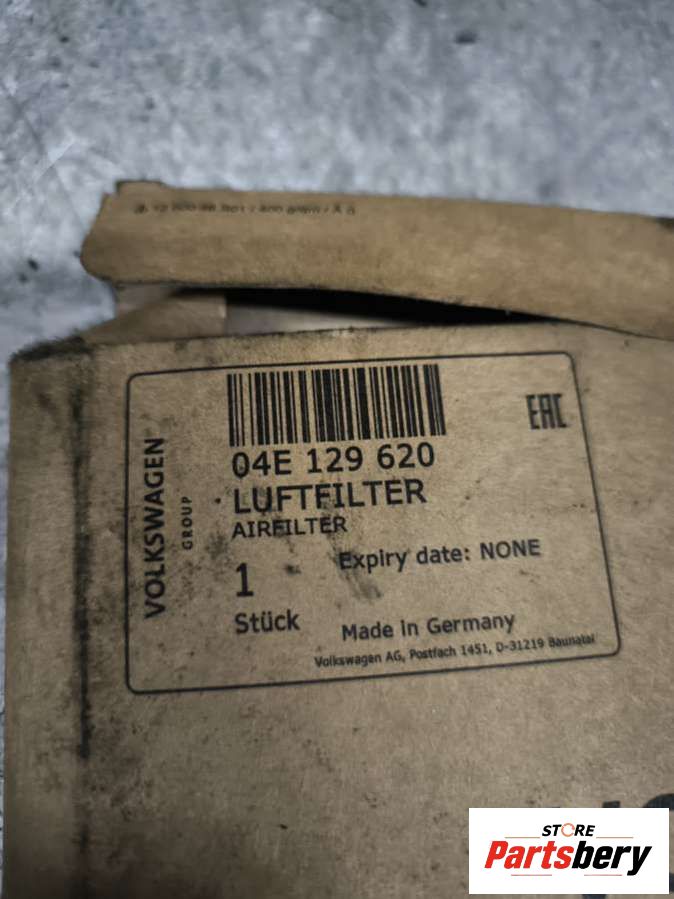 04E 129 620
LUFTFILTER
AIRFILTER
VOLKSWAGEN
GROUP
EAC
Expiry date: NONE
1
Stück
Made in Germany
Volkswagen AG, Postfach 1451, D-31219 Baunatal
STORE
Partsbery